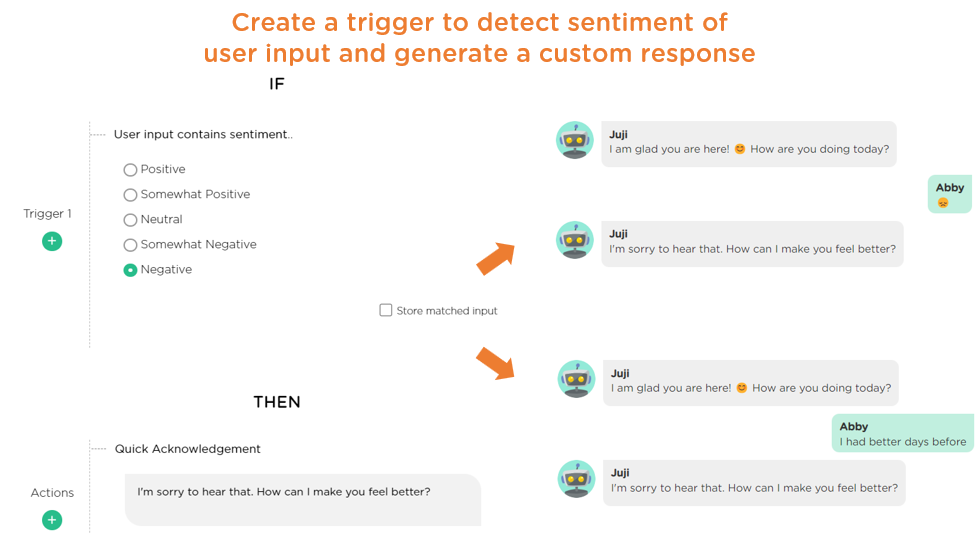 Create a trigger to detect sentiment of
user input and generate a custom response
IF
User input contains sentiment..
Positive
Somewhat Positive
Neutral
Somewhat Negative
Negative
Trigger 1
Store matched input
THEN
Quick Acknowledgement
I'm sorry to hear that. How can I make you feel better?
Actions
Juji
I am glad you are here! 😊 How are you doing today?
Abby
😞
Juji
I'm sorry to hear that. How can I make you feel better?
Juji
I am glad you are here! 😊 How are you doing today?
Abby
I had better days before
Juji
I'm sorry to hear that. How can I make you feel better?